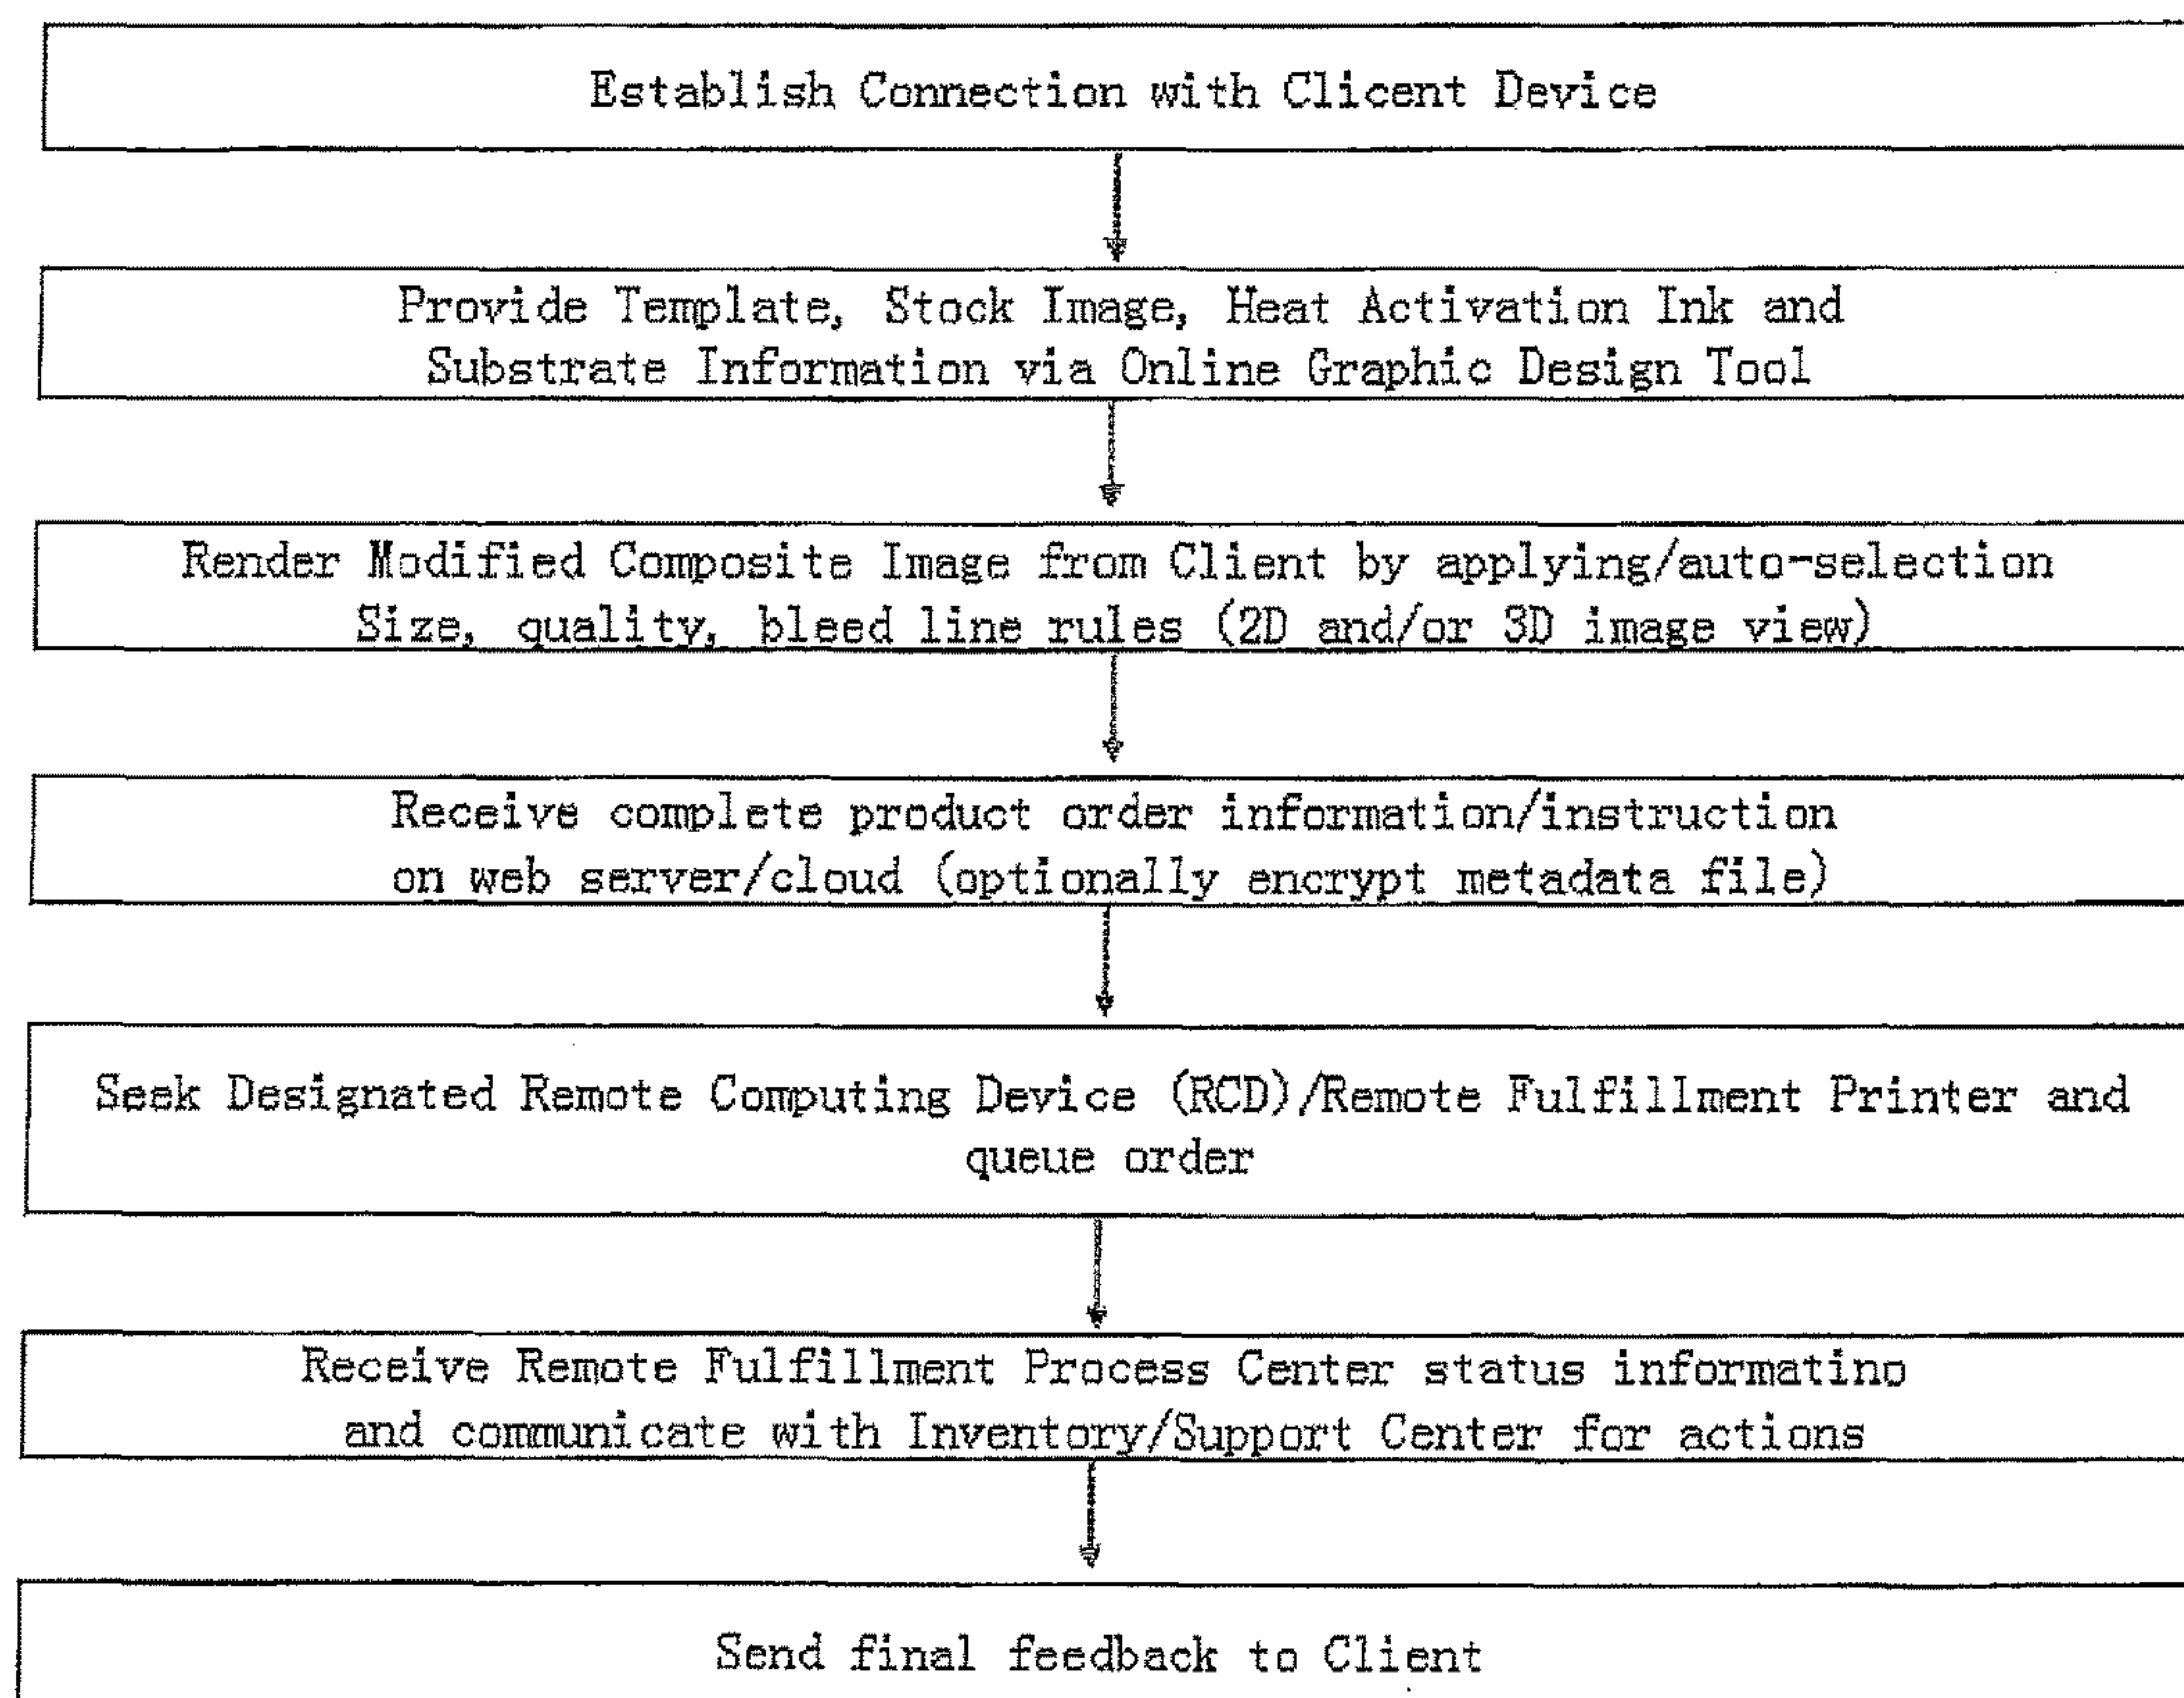 Establish Connection with Clicent Device
Provide Template, Stock Image, Heat Activation Ink and
Substrate Information via Online Graphic Design Tool
Render Modified Composite Image from Client by applying/auto-selection
Size, quality, bleed line rules (2D and/or 3D image view)
Receive complete product order information/instruction
on web server/cloud (optionally encrypt metadata file)
Seek Designated Remote Computing Device (RCD)/Remote Fulfillment Printer and
queue order
Receive Remote Fulfillment Process Center status informatino
and communicate with Inventory/Support Center for actions
Send final feedback to Client